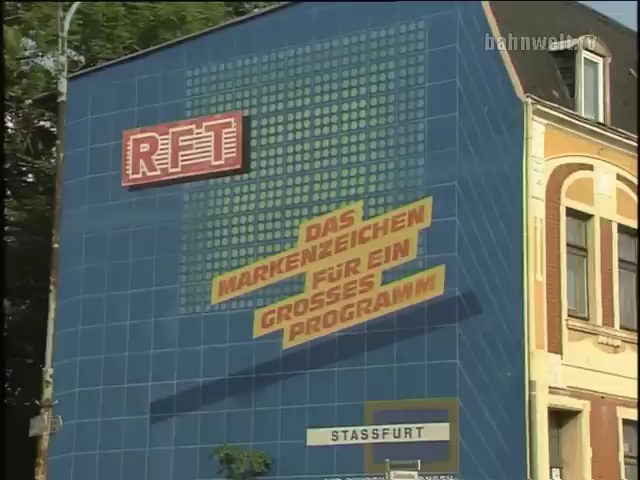 bahnwelt.tv
RFT
DAS
MARKENZEICHEN
FÜR EIN
GROSSES
PROGRAMM
STASSFURT